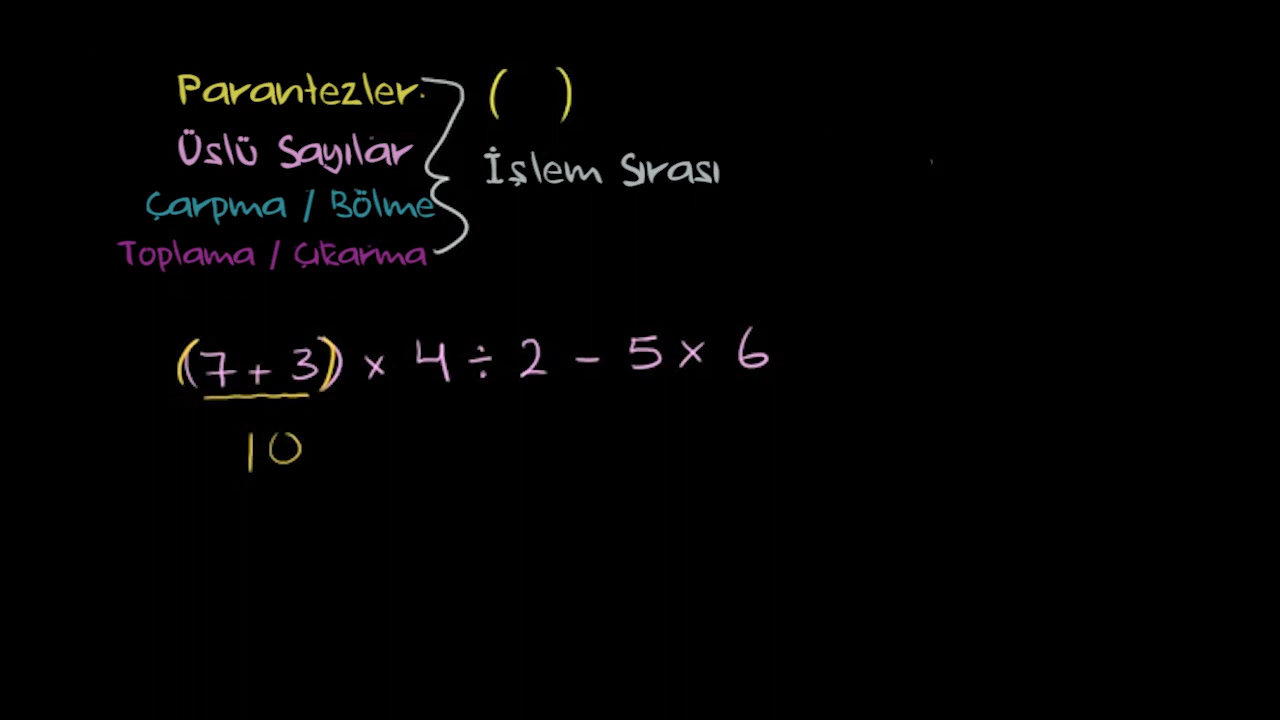 Parantezler ( )
Üslü Sayılar
İşlem Sırası
Çarpma / Bölme
Toplama / Çıkarma
(7 + 3) × 4 ÷ 2 - 5 × 6
10